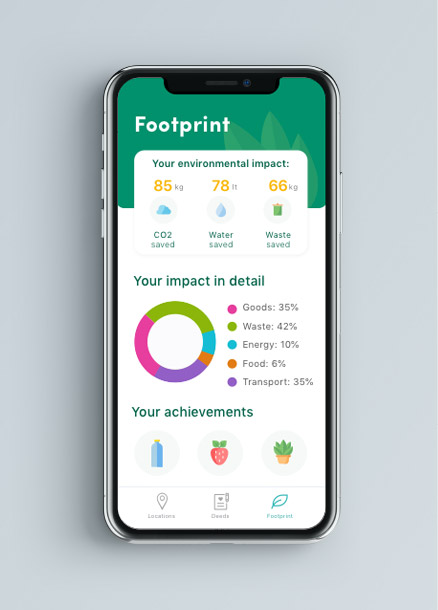 Footprint
Your environmental impact:
85 kg 78 lt 66 kg
CO2 Water Waste
saved saved saved
Your impact in detail
Goods: 35%
Waste: 42%
Energy: 10%
Food: 6%
Transport: 35%
Your achievements
Locations Deeds Footprint